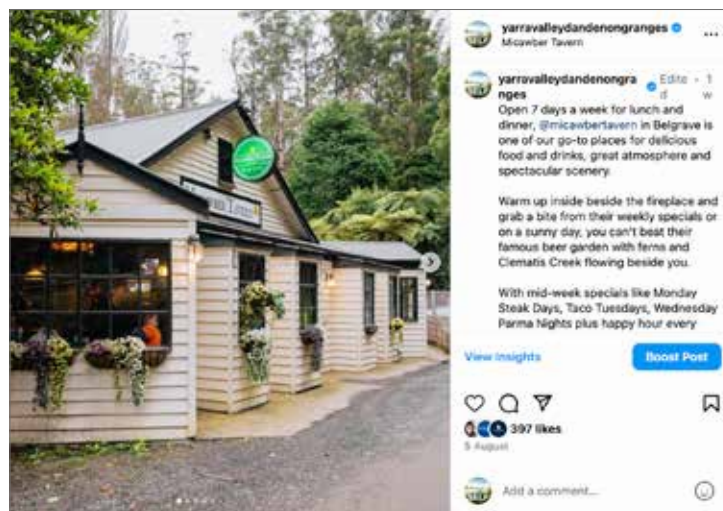 yarravalleydandenongranges
Micawber Tavern
yarravalleydandenongra
nges
Edite
d
· 1
w
Open 7 days a week for lunch and
dinner, @micawbertavern in Belgrave is
one of our go-to places for delicious
food and drinks, great atmosphere and
spectacular scenery.
Warm up inside beside the fireplace and
grab a bite from their weekly specials or
on a sunny day, you can't beat their
famous beer garden with ferns and
Clematis Creek flowing beside you.
With mid-week specials like Monday
Steak Days, Taco Tuesdays, Wednesday
Parma Nights plus happy hour every
View Insights
Boost Post
397 likes
5 August
Add a comment...
Tavern